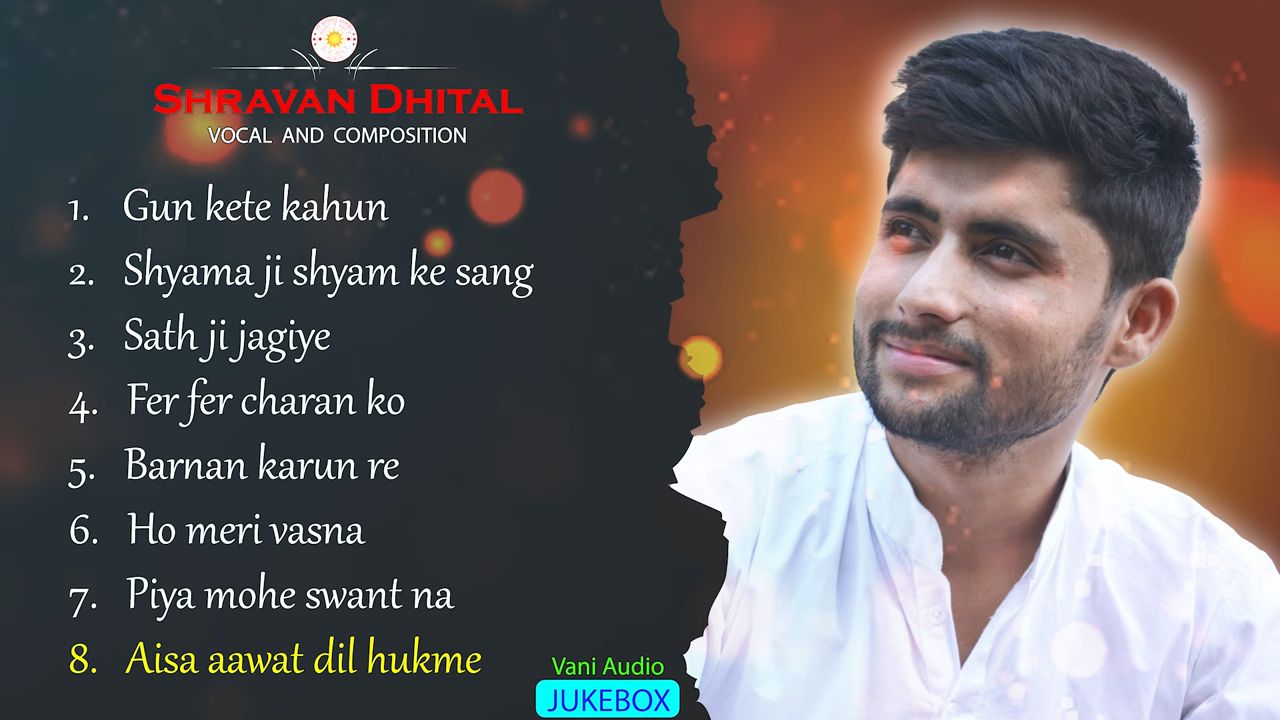 SHRAVAN DHITAL
VOCAL AND COMPOSITION
1. Gun kete kahun
2. Shyama ji shyam ke sang
3. Sath ji jagiye
4. Fer fer charan ko
5. Barnan karun re
6. Ho meri vasna
7. Piya mohe swant na
8. Aisa aawat dil hukme
Vani Audio
JUKEBOX